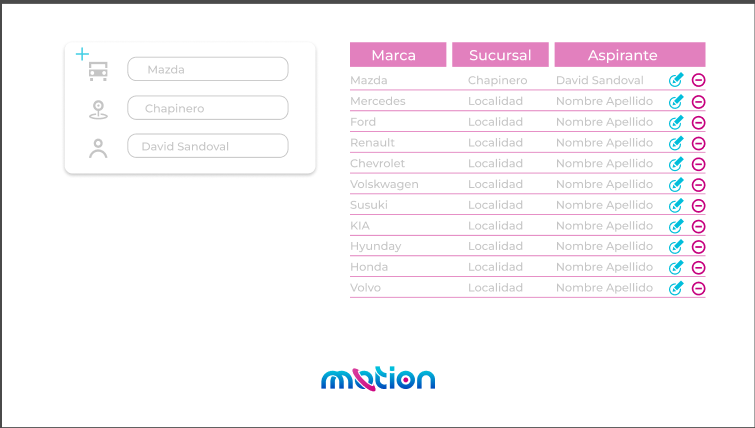 Mazda
Chapinero
David Sandoval
Marca Sucursal Aspirante
Mazda Chapinero David Sandoval
Mercedes Localidad Nombre Apellido
Ford Localidad Nombre Apellido
Renault Localidad Nombre Apellido
Chevrolet Localidad Nombre Apellido
Volskwagen Localidad Nombre Apellido
Susuki Localidad Nombre Apellido
KIA Localidad Nombre Apellido
Hyunday Localidad Nombre Apellido
Honda Localidad Nombre Apellido
Volvo Localidad Nombre Apellido
motion